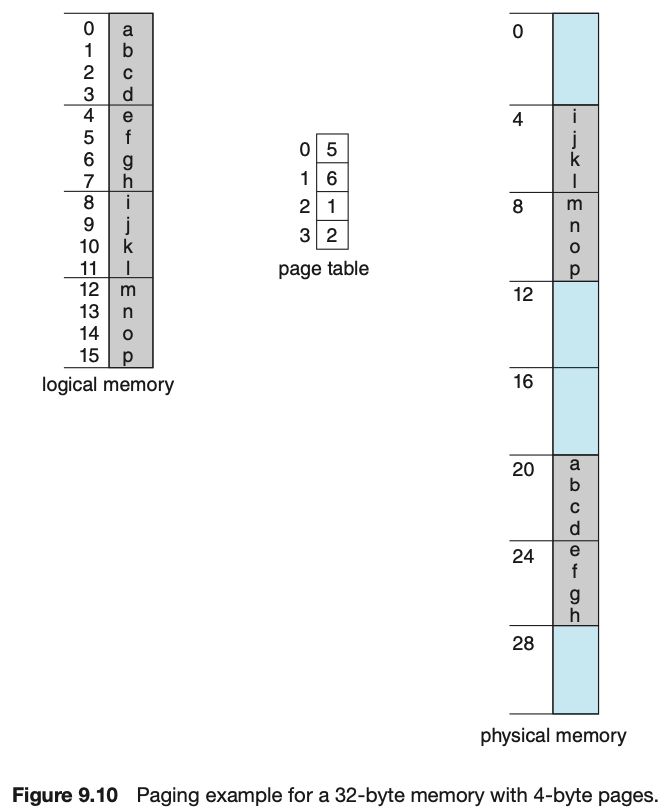 0 a
1 b
2 c
3 d
4 e
5 f
6 g
7 h
8 i
9 j
10 k
11 l
12 m
13 n
14 o
15 p
logical memory
0 5
1 6
2 1
3 2
page table
0
4 i
j
k
l
8 m
n
o
p
12
16
20 a
b
c
d
24 e
f
g
h
28
physical memory
Figure 9.10 Paging example for a 32-byte memory with 4-byte pages.